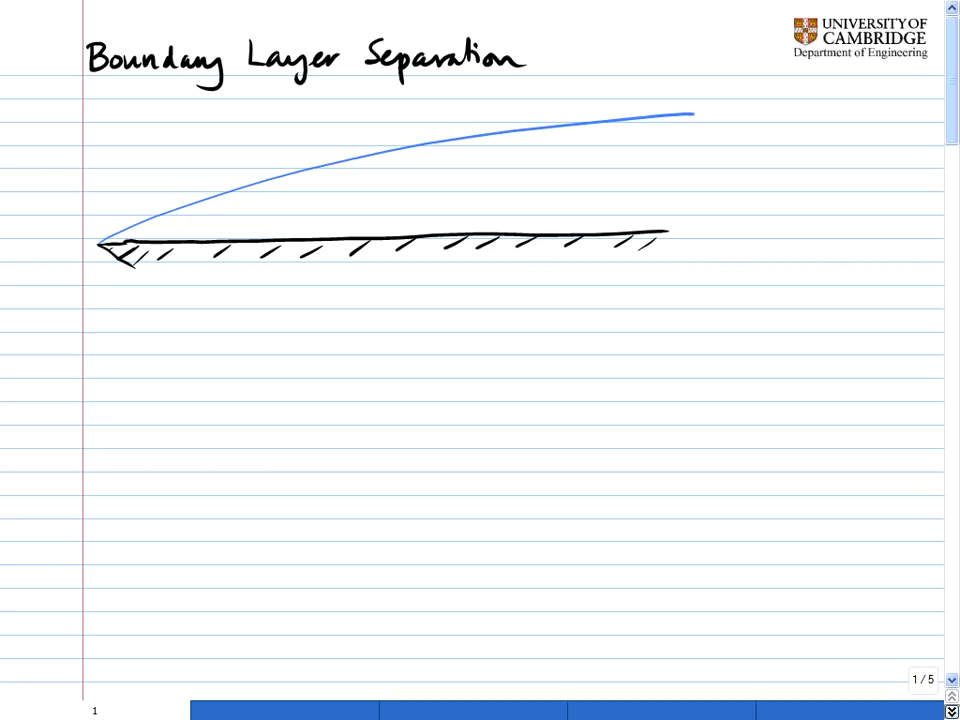 Boundary Layer Separation
UNIVERSITY OF
CAMBRIDGE
Department of Engineering
1 / 5
1